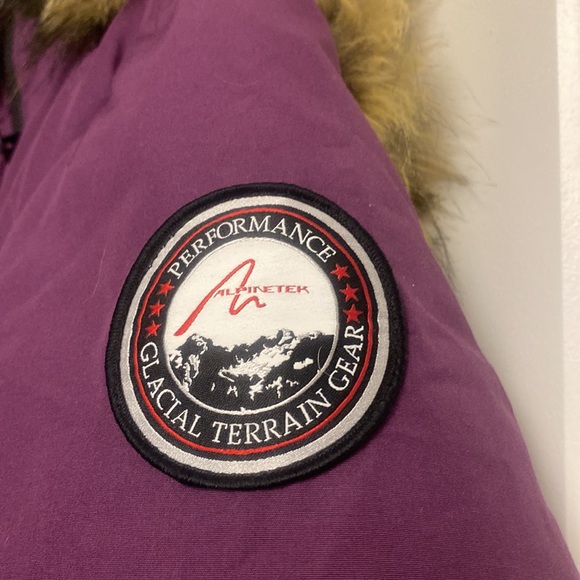 PERFORMANCE
ALPINETEK
GLACIAL TERRAIN GEAR